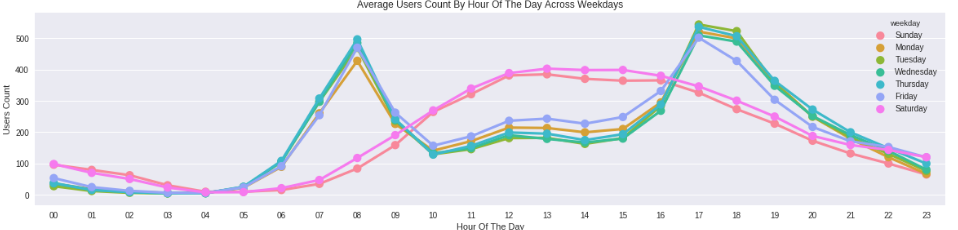 Average Users Count By Hour Of The Day Across Weekdays
Users Count
500
400
300
200
100
0
weekday
Sunday
Monday
Tuesday
Wednesday
Thursday
Friday
Saturday
00 01 02 03 04 05 06 07 08 09 10 11 12 13 14 15 16 17 18 19 20 21 22 23
Hour Of The Day